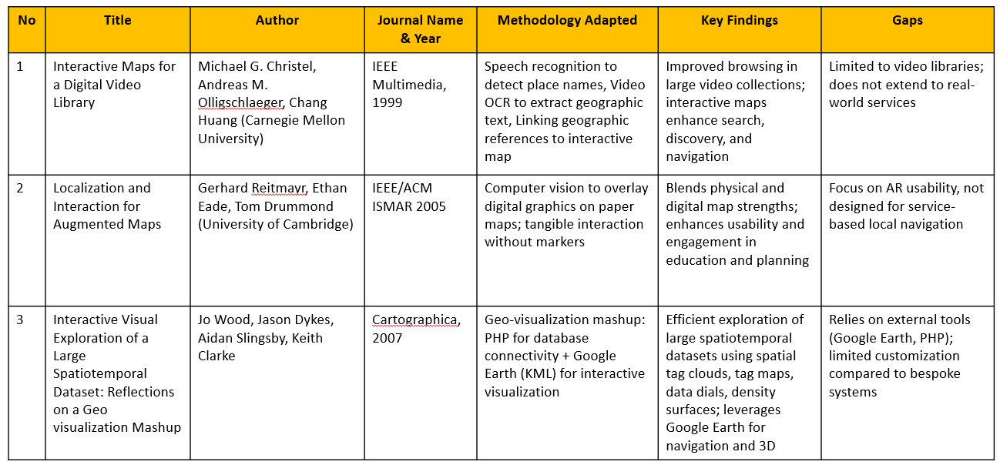 No
Title
Author
Journal Name
& Year
Methodology Adapted
Key Findings
Gaps
1
Interactive Maps for
a Digital Video
Library
Michael G. Christel,
Andreas M.
Olligschlaeger, Chang
Huang (Carnegie Mellon
University)
IEEE
Multimedia,
1999
Speech recognition to
detect place names, Video
OCR to extract geographic
text, Linking geographic
references to interactive
map
Improved browsing in
large video collections;
interactive maps
enhance search,
discovery, and
navigation
Limited to video libraries;
does not extend to real-
world services
2
Localization and
Interaction for
Augmented Maps
Gerhard Reitmayr, Ethan
Eade, Tom Drummond
(University of Cambridge)
IEEE/ACM
ISMAR 2005
Computer vision to overlay
digital graphics on paper
maps; tangible interaction
without markers
Blends physical and
digital map strengths;
enhances usability and
engagement in
education and planning
Focus on AR usability, not
designed for service-
based local navigation
3
Interactive Visual
Exploration of a
Large
Spatiotemporal
Dataset: Reflections
on a Geo
visualization Mashup
Jo Wood, Jason Dykes,
Aidan Slingsby, Keith
Clarke
Cartographica,
2007
Geo-visualization mashup:
PHP for database
connectivity + Google
Earth (KML) for interactive
visualization
Efficient exploration of
large spatiotemporal
datasets using spatial
tag clouds, tag maps,
data dials, density
surfaces; leverages
Google Earth for
navigation and 3D
Relies on external tools
(Google Earth, PHP);
limited customization
compared to bespoke
systems